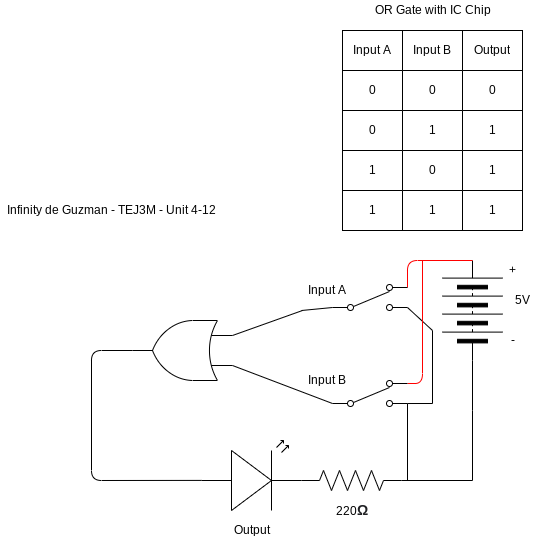 OR Gate with IC Chip
Input A Input B Output
0 0 0
0 1 1
1 0 1
1 1 1
Infinity de Guzman - TEJ3M - Unit 4-12
Input A
+
5V
-
Input B
220Ω
Output